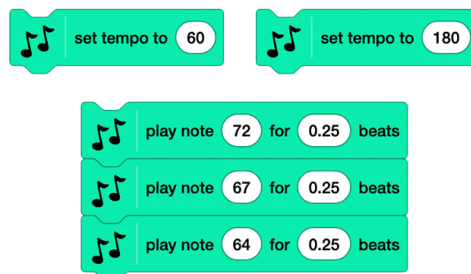 set tempo to 60
set tempo to 180
play note 72 for 0.25 beats
play note 67 for 0.25 beats
play note 64 for 0.25 beats